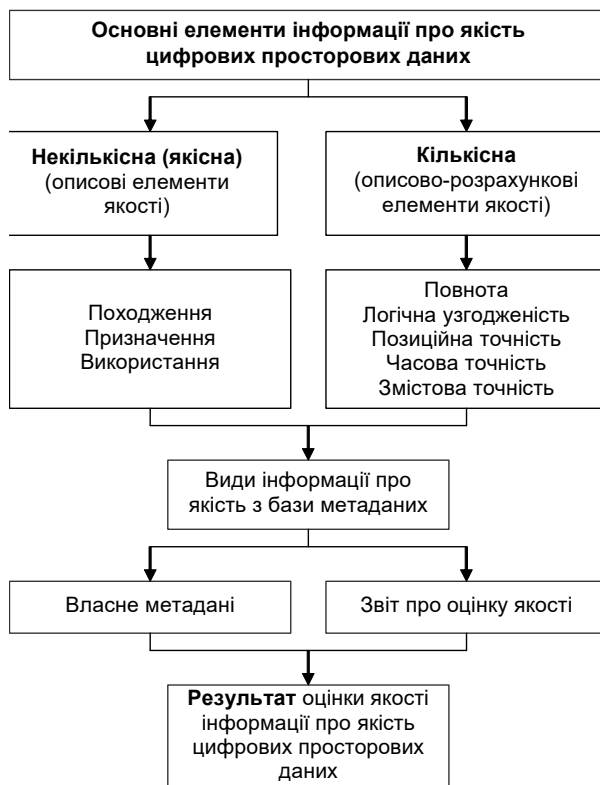 Основні елементи інформації про якість
цифрових просторових даних
Некількісна (якісна)
(описові елементи
якості)
Кількісна
(описово-розрахункові
елементи якості)
Походження
Призначення
Використання
Повнота
Логічна узгодженість
Позиційна точність
Часова точність
Змістова точність
Види інформації про
якість з бази метаданих
Власне метадані
Звіт про оцінку якості
Результат оцінки якості
інформації про якість
цифрових просторових
даних